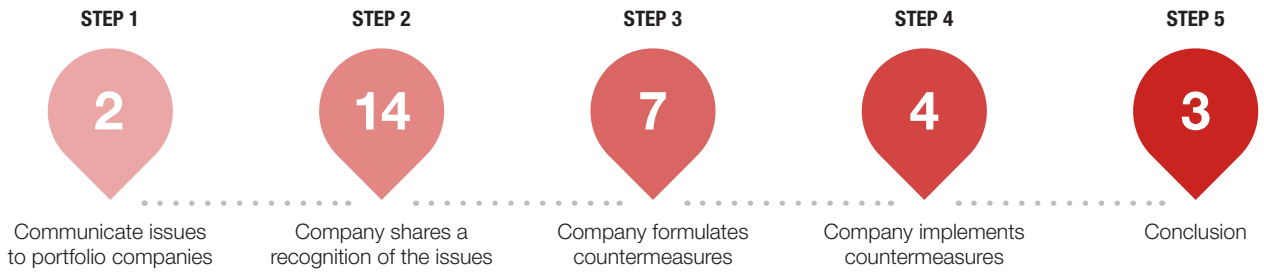 STEP 1
STEP 2
STEP 3
STEP 4
STEP 5
2
14
7
4
3
Communicate issues
to portfolio companies
Company shares a
recognition of the issues
Company formulates
countermeasures
Company implements
countermeasures
Conclusion